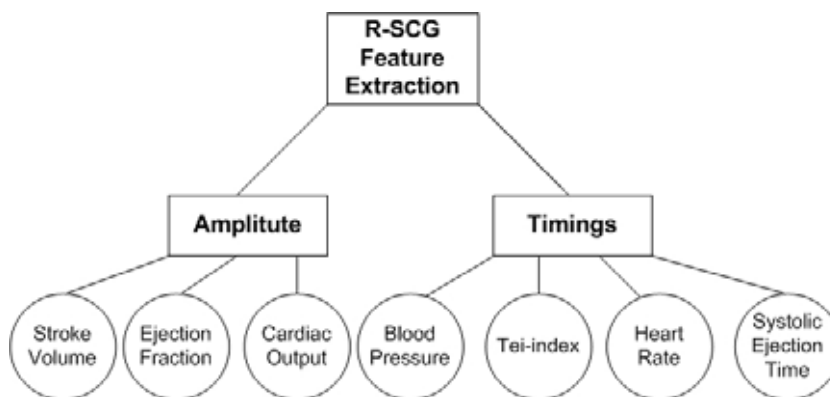 R-SCG
Feature
Extraction
Amplitute
Timings
Stroke
Volume
Ejection
Fraction
Cardiac
Output
Blood
Pressure
Tei-index
Heart
Rate
Systolic
Ejection
Time